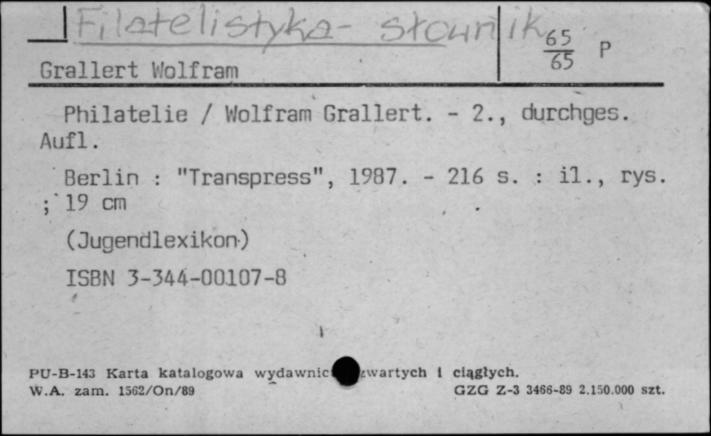 Filatelistyka - słownik
65
65 P
Grallert Wolfram
Philatelie / Wolfram Grallert. - 2., durchges.
Aufl.
Berlin : "Transpress", 1987. - 216 s. : il., rys.
; 19 cm
(Jugendlexikon)
ISBN 3-344-00107-8
PU-B-143 Karta katalogowa wydawnic zwartych i ciągłych.
W.A. zam. 1562/On/89 GZG Z-3 3466-89 2.150.000 szt.